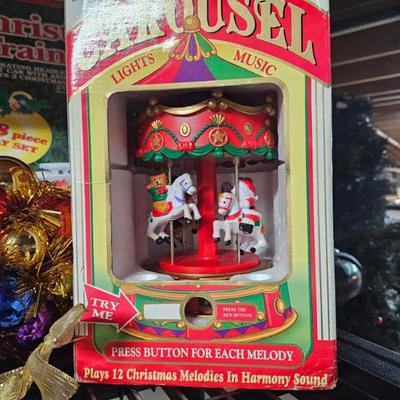 CAROUSEL
LIGHTS
MUSIC
TRY
ME
PRESS THE
RED BUTTON
PRESS BUTTON FOR EACH MELODY
Plays 12 Christmas Melodies In Harmony Sound